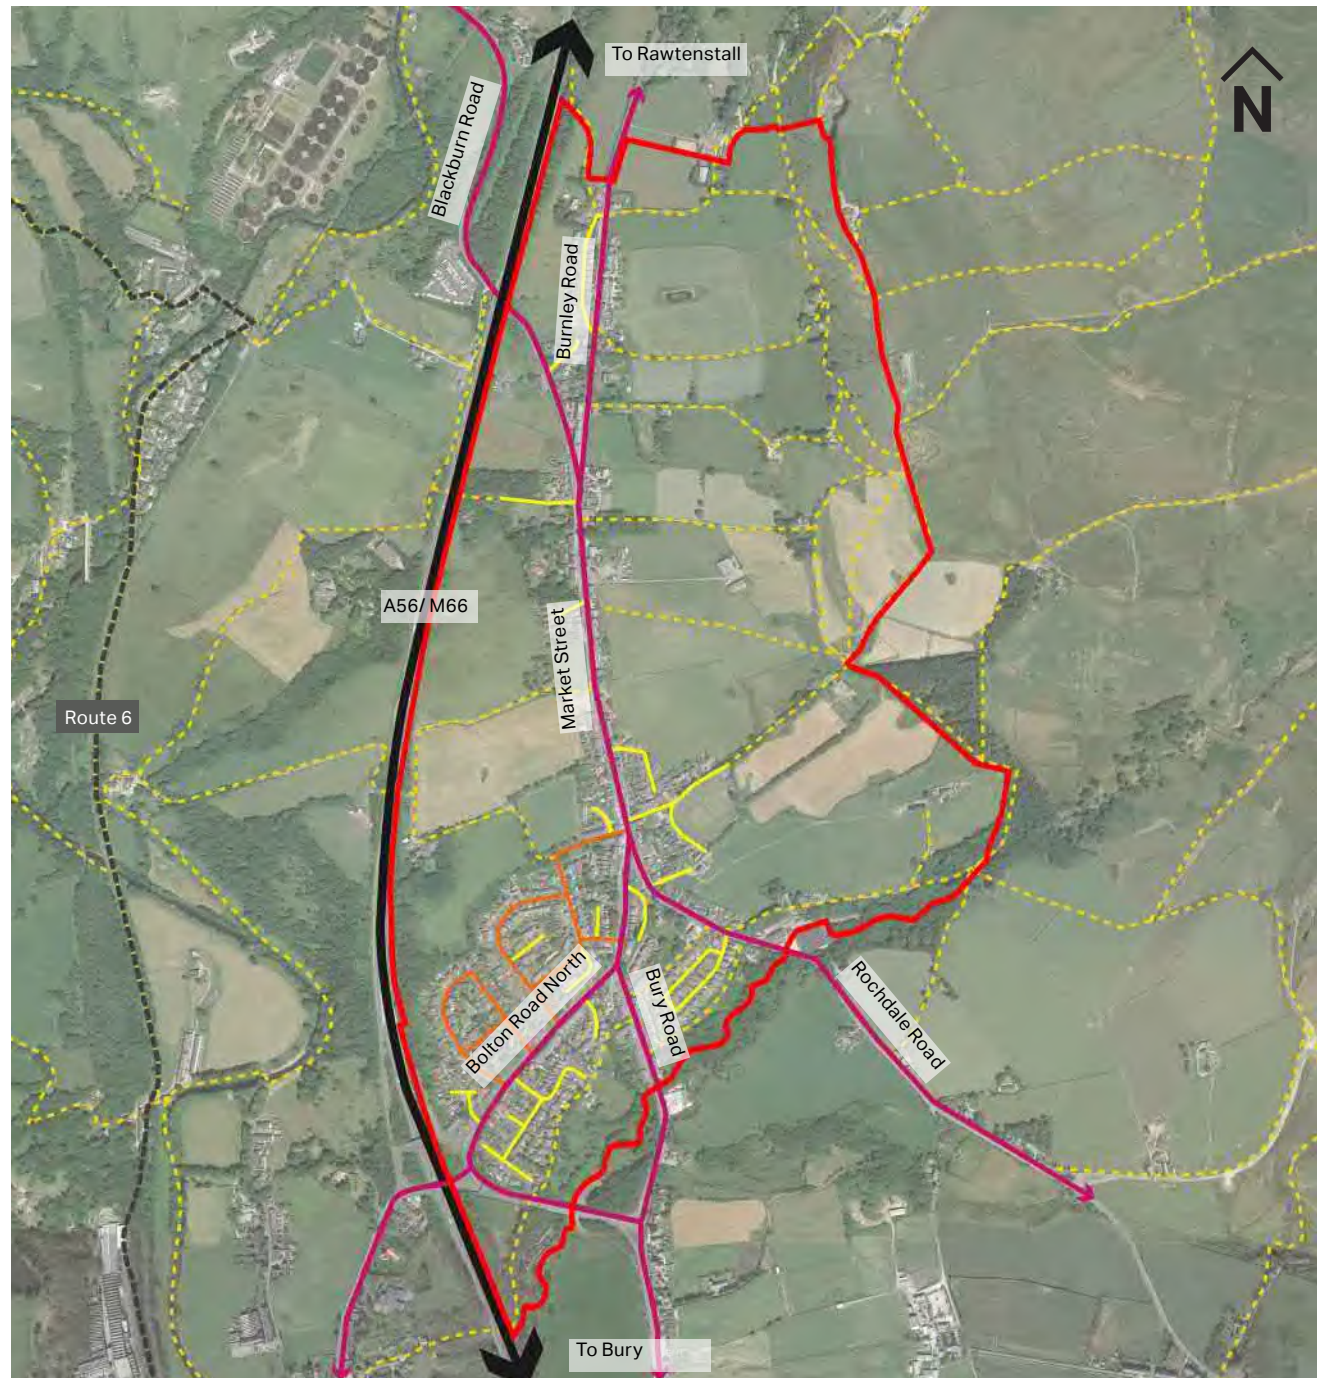 To Rawtenstall
N
Blackburn Road
Burnley Road
A56/ M66
Market Street
Route 6
Bolton Road North
Bury Road
Rochdale Road
To Bury